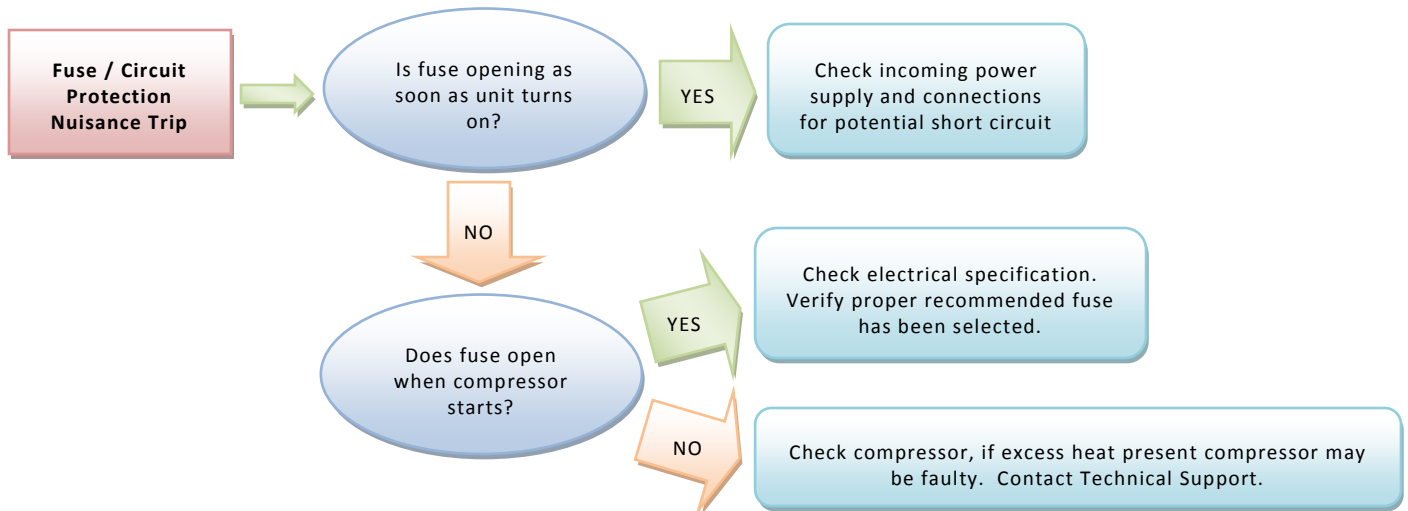 Fuse / Circuit
Protection
Nuisance Trip
Is fuse opening as
soon as unit turns
on?
YES
Check incoming power
supply and connections
for potential short circuit
NO
Does fuse open
when compressor
starts?
YES
Check electrical specification.
Verify proper recommended fuse
has been selected.
NO
Check compressor, if excess heat present compressor may
be faulty.  Contact Technical Support.